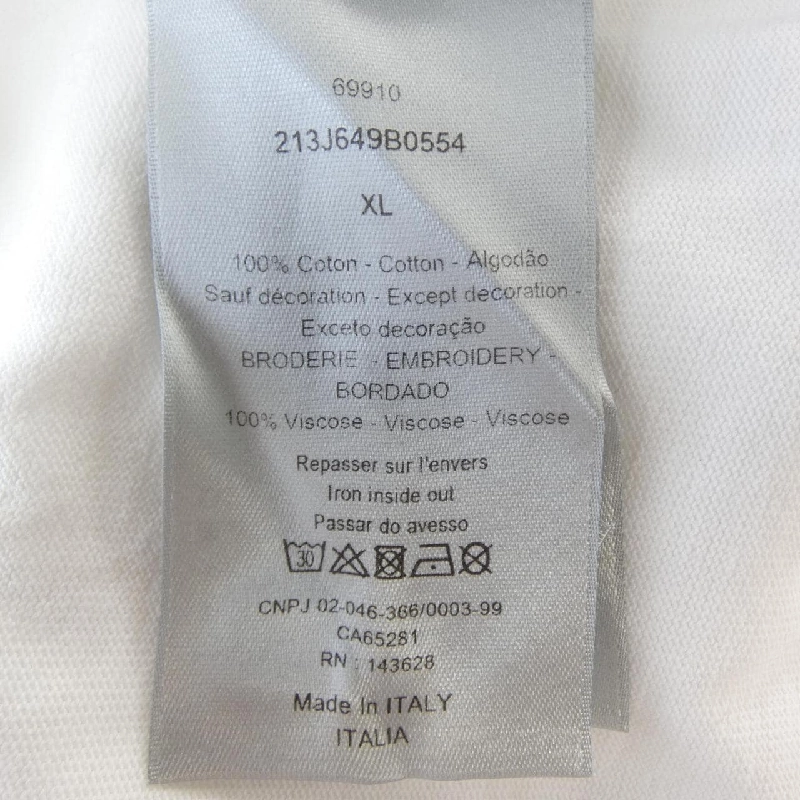 69910
213J649B0554
XL
100% Coton - Cotton - Algodão
Sauf décoration - Except decoration -
Exceto decoração
BRODERIE - EMBROIDERY -
BORDADO
100% Viscose - Viscose - Viscose
Repasser sur l'envers
Iron inside out
Passar do avesso
30
CNPJ 02-046-366/0003-99
CA65281
RN : 143628
Made In ITALY
ITALIA